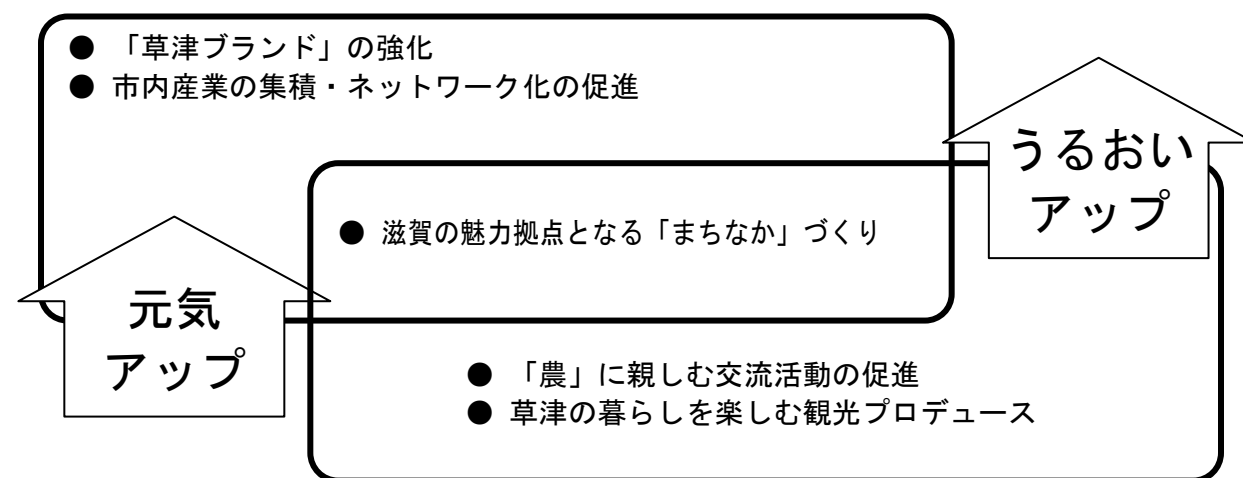 ● 「草津ブランド」の強化
● 市内産業の集積・ネットワーク化の促進
うるおい
アップ
● 滋賀の魅力拠点となる「まちなか」づくり
元気
アップ
● 「農」に親しむ交流活動の促進
● 草津の暮らしを楽しむ観光プロデュース